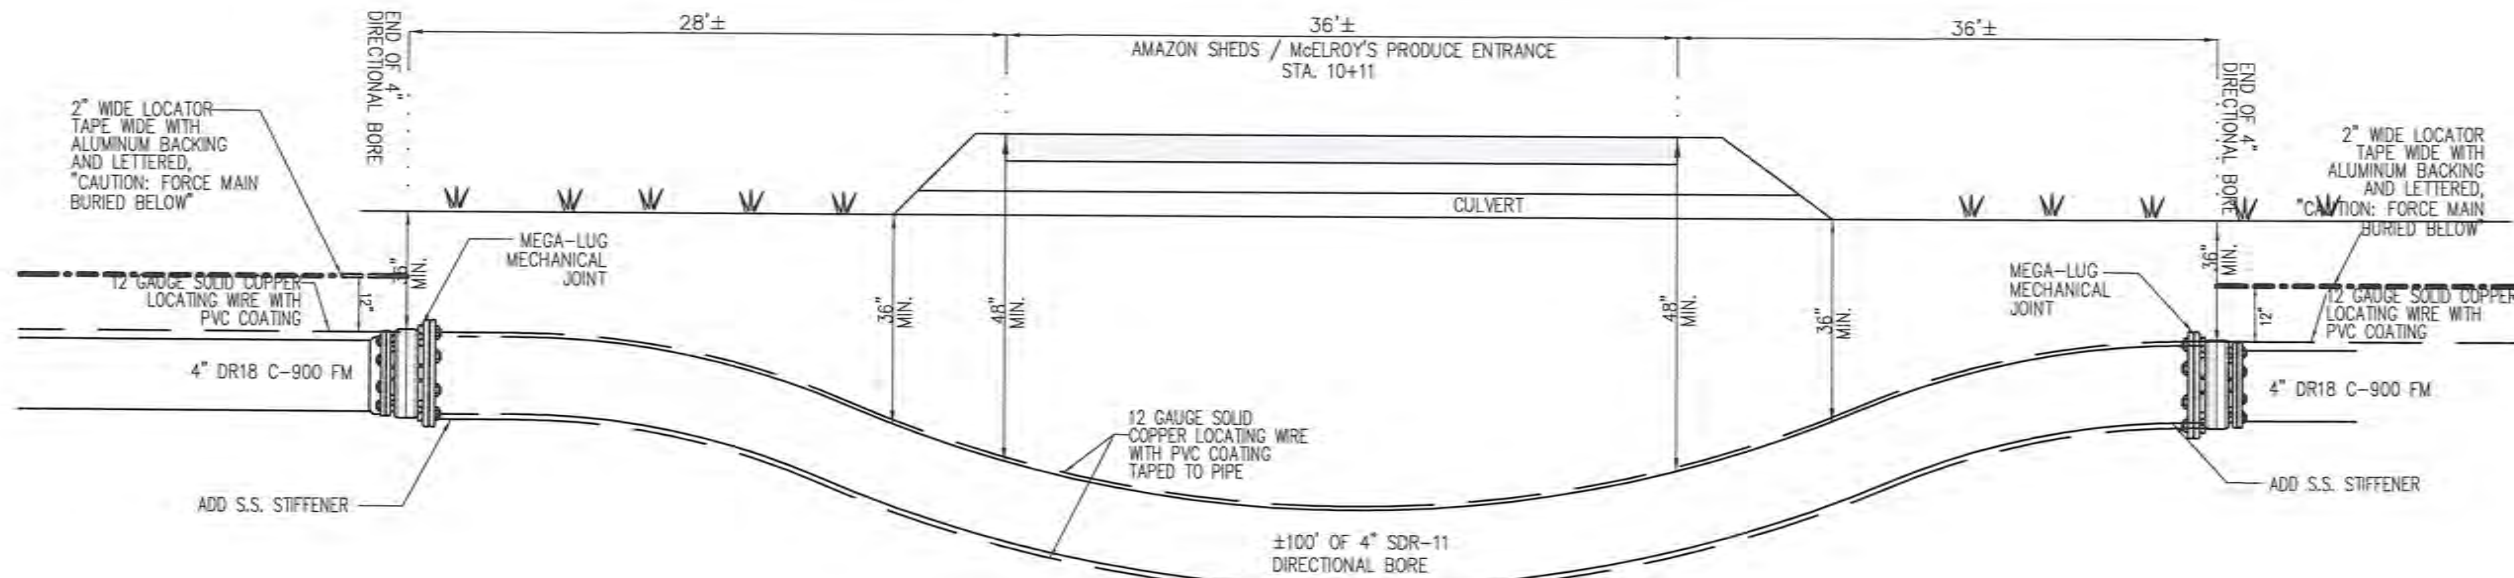 28'±
36'±
36'±
END OF 4"
DIRECTIONAL BORE
AMAZON SHEDS / McELROY'S PRODUCE ENTRANCE
STA. 10+11
END OF 4"
DIRECTIONAL BORE
2" WIDE LOCATOR
TAPE WIDE WITH
ALUMINUM BACKING
AND LETTERED,
"CAUTION: FORCE MAIN
BURIED BELOW"
2" WIDE LOCATOR
TAPE WIDE WITH
ALUMINUM BACKING
AND LETTERED,
"CAUTION: FORCE MAIN
BURIED BELOW"
CULVERT
MEGA-LUG
MECHANICAL
JOINT
36"
MIN.
12 GAUGE SOLID COPPER
LOCATING WIRE WITH
PVC COATING
12"
36"
MIN.
48"
MIN.
48"
MIN.
36"
MIN.
36"
MIN.
MEGA-LUG
MECHANICAL
JOINT
12"
12 GAUGE SOLID COPPER
LOCATING WIRE WITH
PVC COATING
4" DR18 C-900 FM
4" DR18 C-900 FM
12 GAUGE SOLID
COPPER LOCATING WIRE
WITH PVC COATING
TAPED TO PIPE
ADD S.S. STIFFENER
ADD S.S. STIFFENER
±100' OF 4" SDR-11
DIRECTIONAL BORE